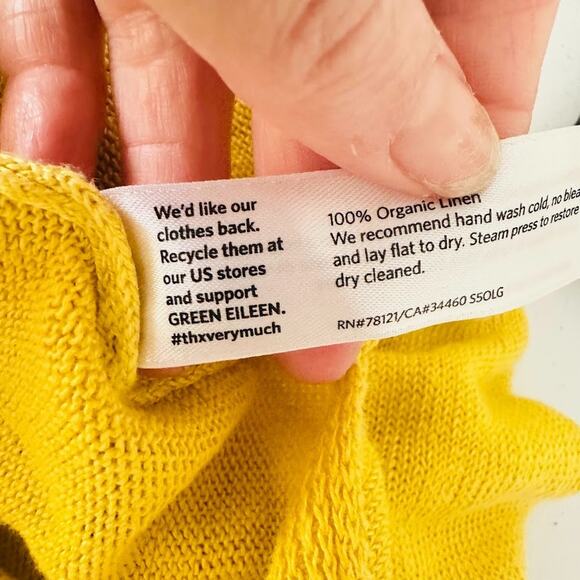 We'd like our
clothes back.
Recycle them at
our US stores
and support
GREEN EILEEN.
#thxverymuch
100% Organic Linen
We recommend hand wash cold, no
and lay flat to dry. Steam press to restore
dry cleaned.
RN#78121/CA#34460 S5OLG